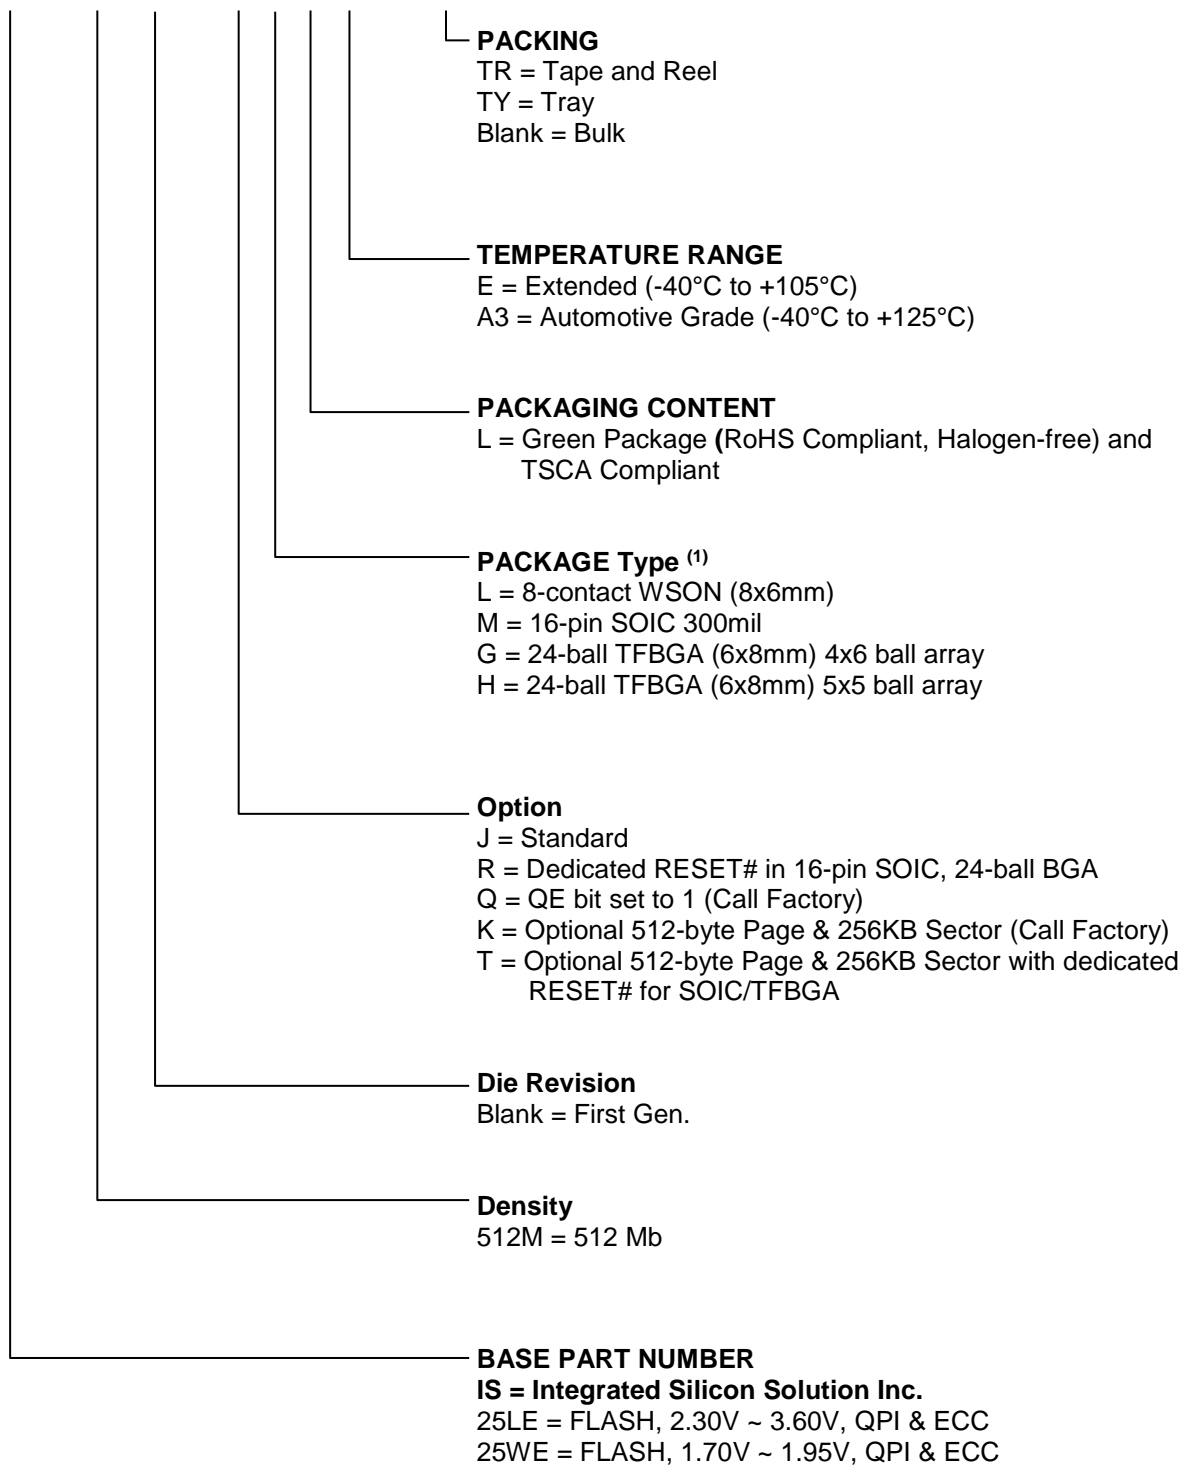 PACKING
TR = Tape and Reel
TY = Tray
Blank = Bulk
TEMPERATURE RANGE
E = Extended (-40°C to +105°C)
A3 = Automotive Grade (-40°C to +125°C)
PACKAGING CONTENT
L = Green Package (RoHS Compliant, Halogen-free) and
TSCA Compliant
PACKAGE Type (1)
L = 8-contact WSON (8x6mm)
M = 16-pin SOIC 300mil
G = 24-ball TFBGA (6x8mm) 4x6 ball array
H = 24-ball TFBGA (6x8mm) 5x5 ball array
Option
J = Standard
R = Dedicated RESET# in 16-pin SOIC, 24-ball BGA
Q = QE bit set to 1 (Call Factory)
K = Optional 512-byte Page & 256KB Sector (Call Factory)
T = Optional 512-byte Page & 256KB Sector with dedicated
RESET# for SOIC/TFBGA
Die Revision
Blank = First Gen.
Density
512M = 512 Mb
BASE PART NUMBER
IS = Integrated Silicon Solution Inc.
25LE = FLASH, 2.30V ~ 3.60V, QPI & ECC
25WE = FLASH, 1.70V ~ 1.95V, QPI & ECC